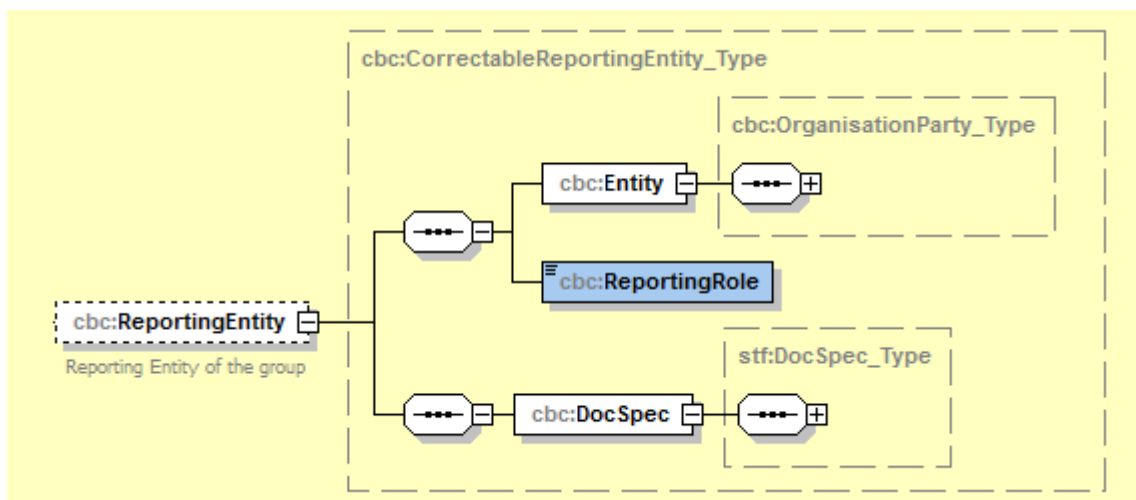 cbc:CorrectableReportingEntity_Type
cbc:OrganisationParty_Type
cbc:Entity
cbc:ReportingRole
cbc:ReportingEntity
Reporting Entity of the group
stf:DocSpec_Type
cbc:DocSpec